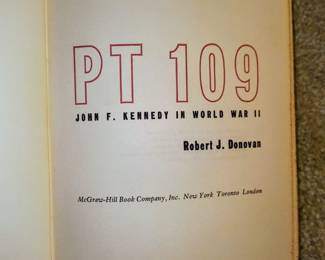 PT 109
JOHN F. KENNEDY IN WORLD WAR II
Robert J. Donovan
McGraw-Hill Book Company, Inc. New York Toronto London